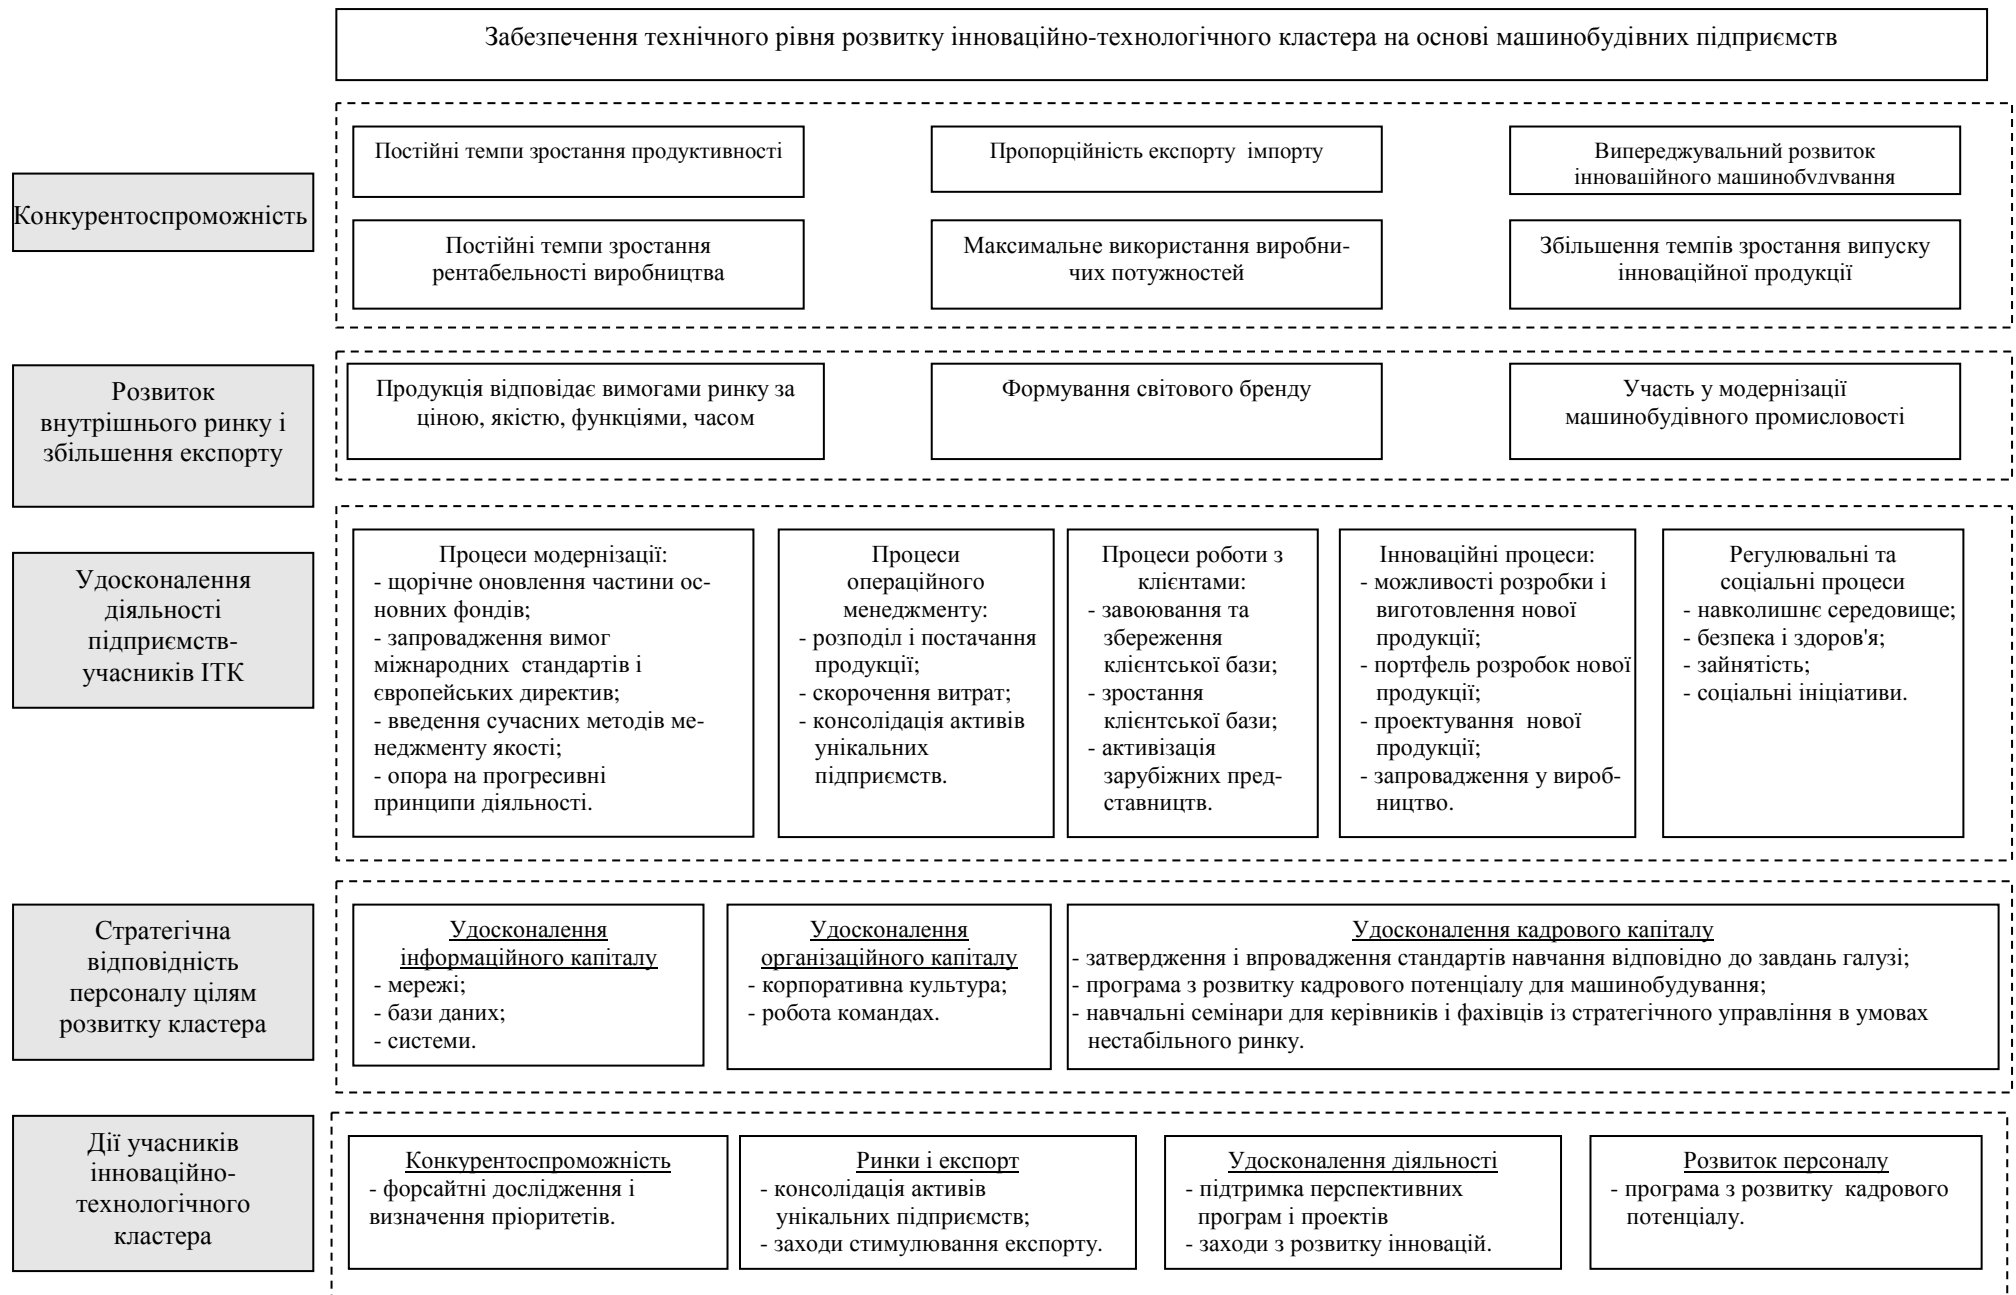 Забезпечення технічного рівня розвитку інноваційно-технологічного кластера на основі машинобудівних підприємств
Конкурентоспроможність
Постійні темпи зростання продуктивності
Пропорційність експорту імпорту
Випереджувальний розвиток
інноваційного машинобудування
Постійні темпи зростання
рентабельності виробництва
Максимальне використання виробни-
чих потужностей
Збільшення темпів зростання випуску
інноваційної продукції
Розвиток
внутрішнього ринку і
збільшення експорту
Продукція відповідає вимогами ринку за
ціною, якістю, функціями, часом
Формування світового бренду
Участь у модернізації
машинобудівного промисловості
Удосконалення
діяльності
підприємств-
учасників ІТК
Процеси модернізації:
- щорічне оновлення частини ос-
новних фондів;
- запровадження вимог
міжнародних стандартів і
європейських директив;
- введення сучасних методів ме-
неджменту якості;
- опора на прогресивні
принципи діяльності.
Процеси
операційного
менеджменту:
- розподіл і постачання
продукції;
- скорочення витрат;
- консолідація активів
унікальних
підприємств.
Процеси роботи з
клієнтами:
- завоювання та
збереження
клієнтської бази;
- зростання
клієнтської бази;
- активізація
зарубіжних пред-
ставництв.
Інноваційні процеси:
- можливості розробки і
виготовлення нової
продукції;
- портфель розробок нової
продукції;
- проектування нової
продукції;
- запровадження у вироб-
ництво.
Регулювальні та
соціальні процеси
- навколишнє середовище;
- безпека і здоров'я;
- зайнятість;
- соціальні ініціативи.
Стратегічна
відповідність
персоналу цілям
розвитку кластера
Удосконалення
інформаційного капіталу
- мережі;
- бази даних;
- системи.
Удосконалення
організаційного капіталу
- корпоративна культура;
- робота командах.
Удосконалення кадрового капіталу
- затвердження і впровадження стандартів навчання відповідно до завдань галузі;
- програма з розвитку кадрового потенціалу для машинобудування;
- навчальні семінари для керівників і фахівців із стратегічного управління в умовах
нестабільного ринку.
Дії учасників
інноваційно-
технологічного
кластера
Конкурентоспроможність
- форсайтні дослідження і
визначення пріоритетів.
Ринки і експорт
- консолідація активів
унікальних підприємств;
- заходи стимулювання експорту.
Удосконалення діяльності
- підтримка перспективних
програм і проектів
- заходи з розвитку інновацій.
Розвиток персоналу
- програма з розвитку кадрового
потенціалу.